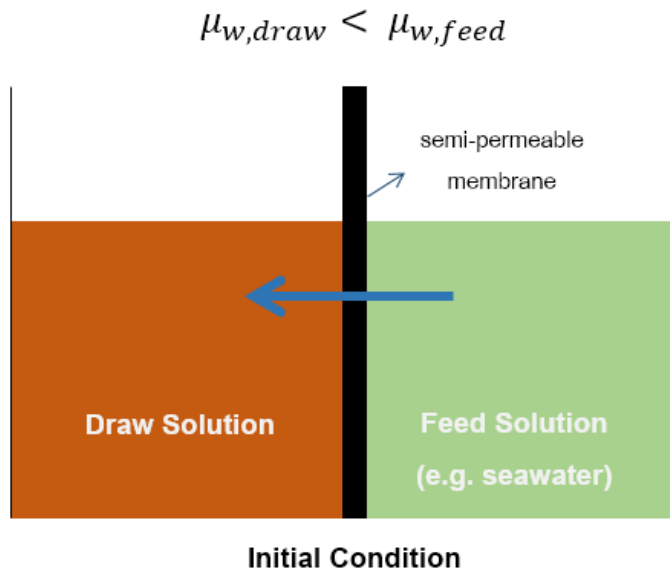 μw,draw < μw,feed
semi-permeable
membrane
Draw Solution
Feed Solution
(e.g. seawater)
Initial Condition